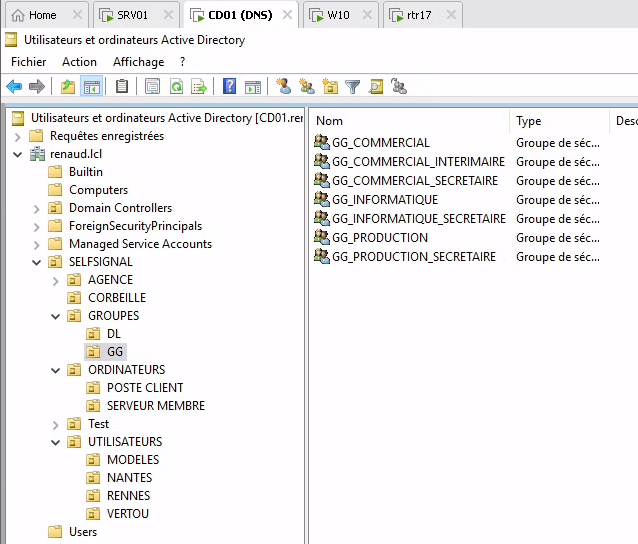 Home SRV01 CD01 (DNS) W10 rtr17
Utilisateurs et ordinateurs Active Directory
Fichier Action Affichage ?
Utilisateurs et ordinateurs Active Directory [CD01.ren
Requêtes enregistrées
renaud.lcl
Builtin
Computers
Domain Controllers
ForeignSecurityPrincipals
Managed Service Accounts
SELFSIGNAL
AGENCE
CORBEILLE
GROUPES
DL
GG
ORDINATEURS
POSTE CLIENT
SERVEUR MEMBRE
Test
UTILISATEURS
MODELES
NANTES
RENNES
VERTOU
Users
Nom Type Desc
GG_COMMERCIAL Groupe de séc...
GG_COMMERCIAL_INTERIMAIRE Groupe de séc...
GG_COMMERCIAL_SECRETAIRE Groupe de séc...
GG_INFORMATIQUE Groupe de séc...
GG_INFORMATIQUE_SECRETAIRE Groupe de séc...
GG_PRODUCTION Groupe de séc...
GG_PRODUCTION_SECRETAIRE Groupe de séc...